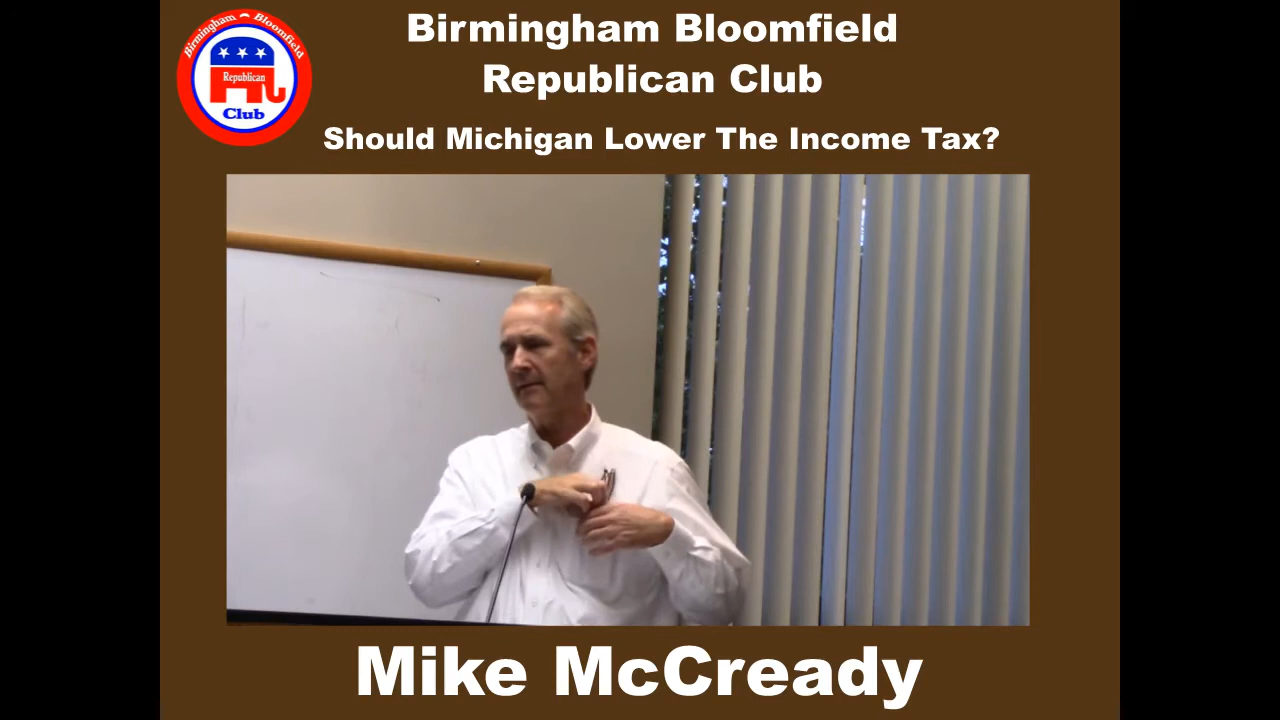 Birmingham Bloomfield
Republican Club
Should Michigan Lower The Income Tax?
Birmingham Bloomfield
Republican
Club
Mike McCready